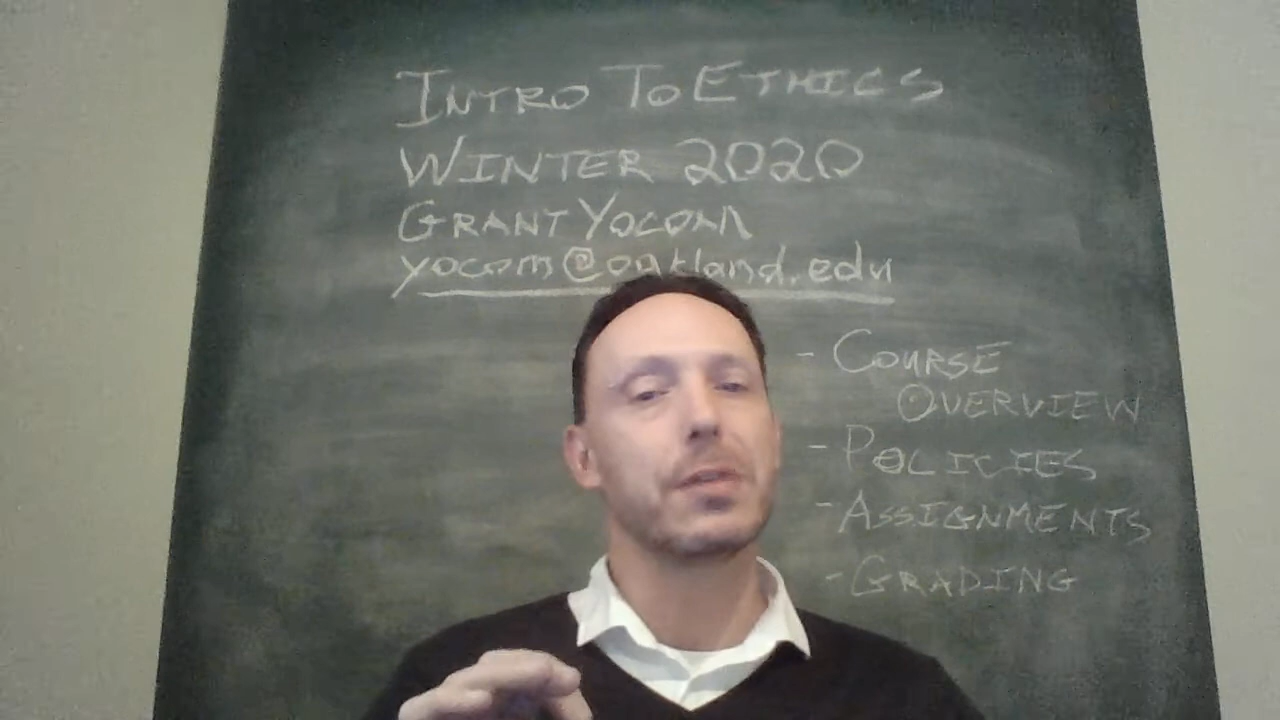 INTRO TO ETHICS
WINTER 2020
GRANT YOCOM
yocom@oakland.edu
- COURSE
OVERVIEW
- POLICIES
- ASSIGNMENTS
- GRADING